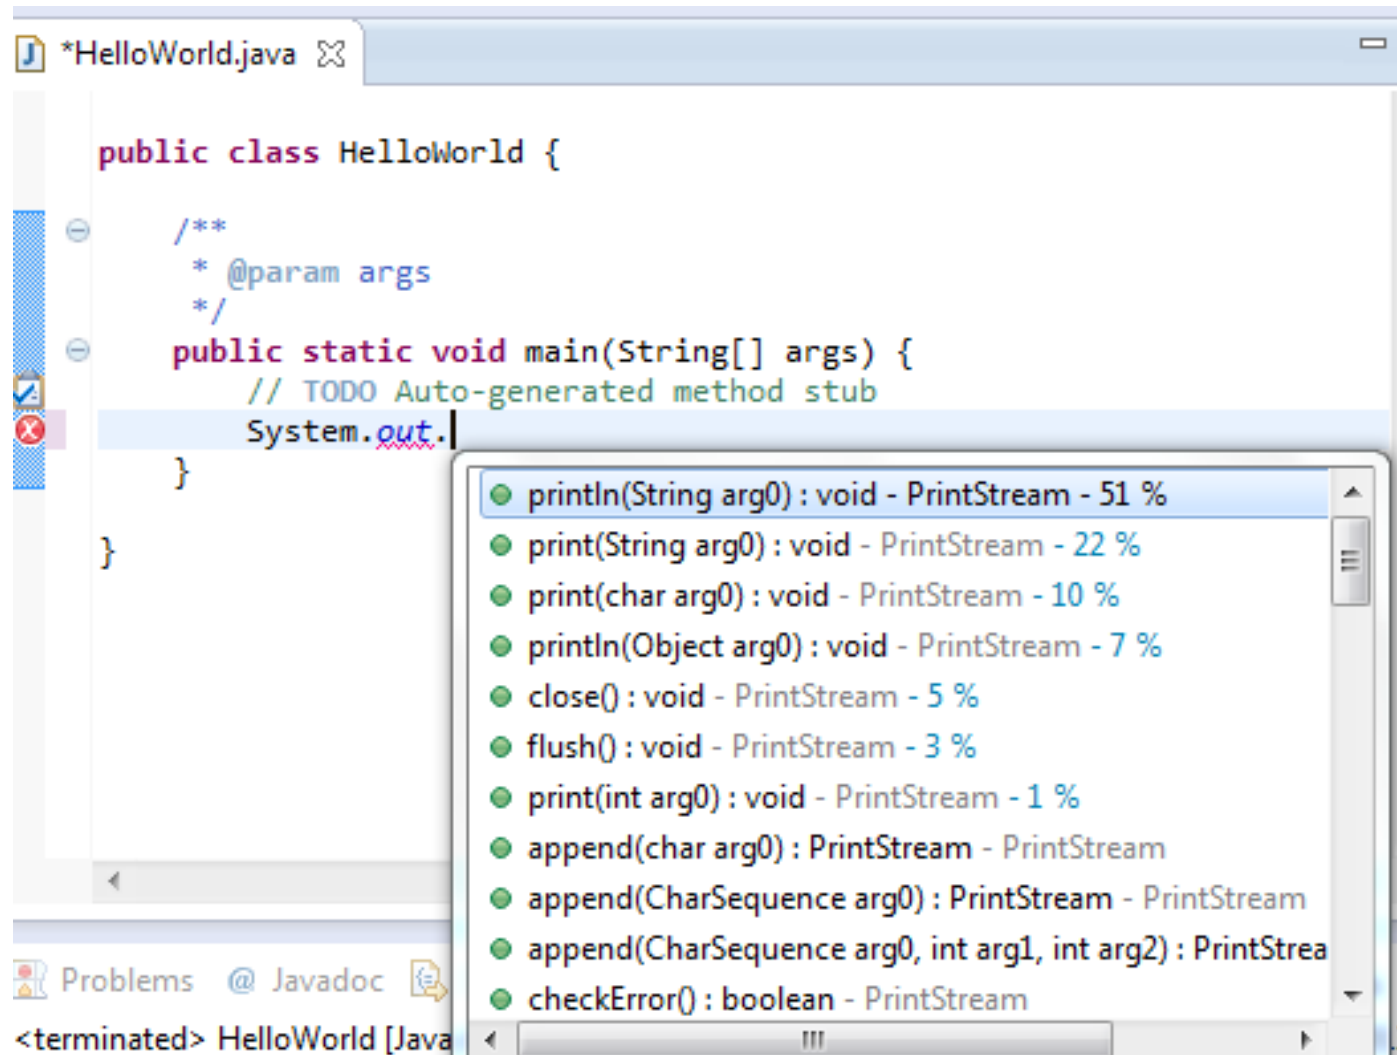 *HelloWorld.java
public class HelloWorld {
/**
* @param args
*/
public static void main(String[] args) {
// TODO Auto-generated method stub
System.out.
}
}
println(String arg0) : void - PrintStream - 51 %
print(String arg0) : void - PrintStream - 22 %
print(char arg0) : void - PrintStream - 10 %
println(Object arg0) : void - PrintStream - 7 %
close() : void - PrintStream - 5 %
flush() : void - PrintStream - 3 %
print(int arg0) : void - PrintStream - 1 %
append(char arg0) : PrintStream - PrintStream
append(CharSequence arg0) : PrintStream - PrintStream
append(CharSequence arg0, int arg1, int arg2) : PrintStrea
checkError() : boolean - PrintStream
Problems @ Javadoc
<terminated> HelloWorld [Java